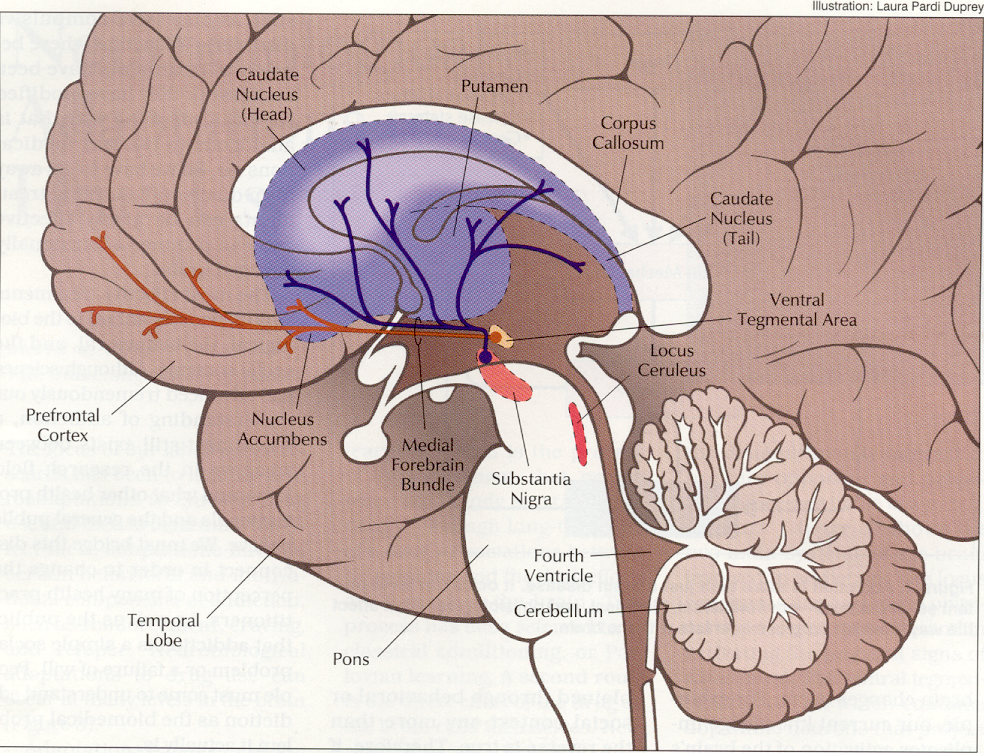 Illustration: Laura Pardi Duprey
Caudate
Nucleus
(Head)
Putamen
Corpus
Callosum
Caudate
Nucleus
(Tail)
Ventral
Tegmental Area
Locus
Ceruleus
Prefrontal
Cortex
Nucleus
Accumbens
Medial
Forebrain
Bundle
Substantia
Nigra
Fourth
Ventricle
Cerebellum
Temporal
Lobe
Pons